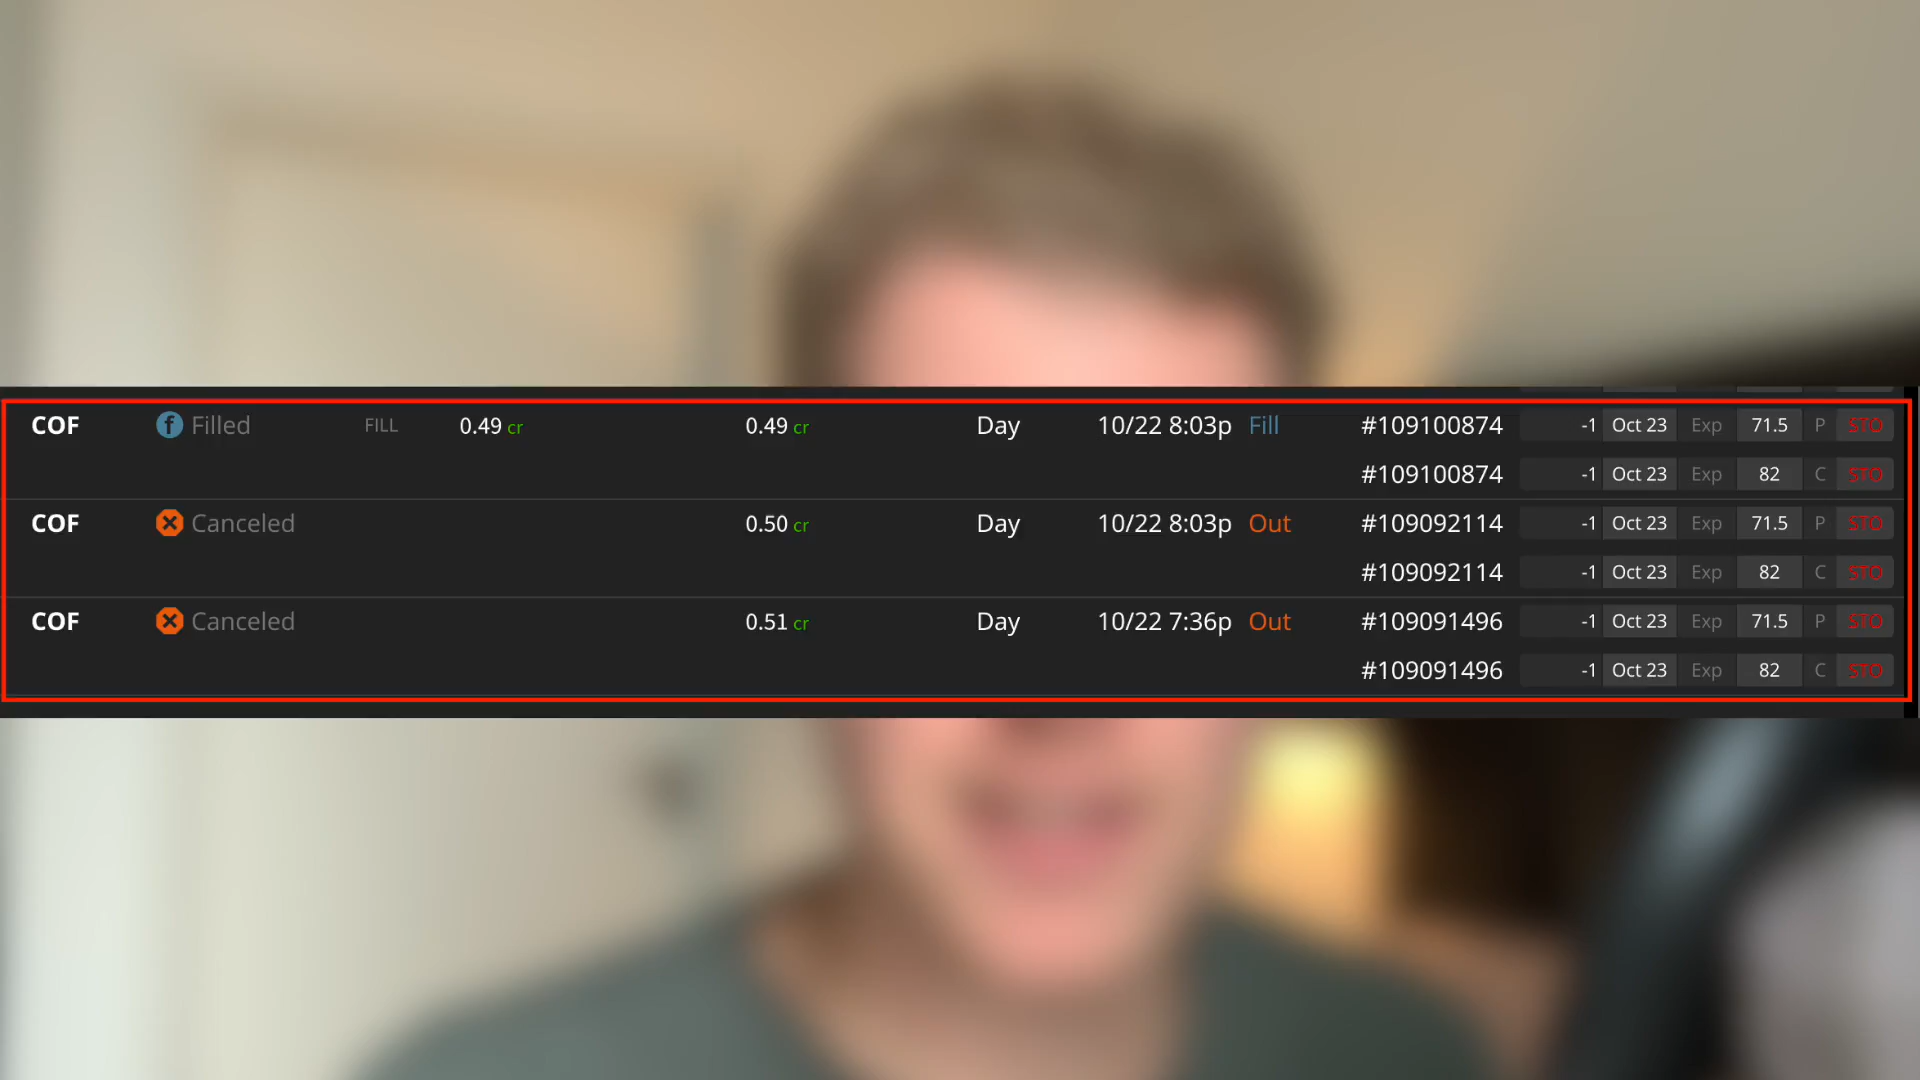 COF f Filled FILL 0.49 cr 0.49 cr Day 10/22 8:03p Fill #109100874 -1 Oct 23 Exp 71.5 P STO
#109100874 -1 Oct 23 Exp 82 C STO
COF Canceled 0.50 cr Day 10/22 8:03p Out #109092114 -1 Oct 23 Exp 71.5 P STO
#109092114 -1 Oct 23 Exp 82 C STO
COF Canceled 0.51 cr Day 10/22 7:36p Out #109091496 -1 Oct 23 Exp 71.5 P STO
#109091496 -1 Oct 23 Exp 82 C STO